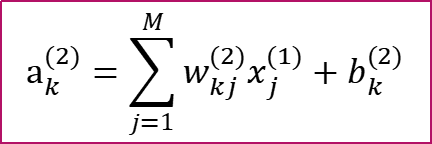 a_k^{(2)} = \sum_{j=1}^{M} w_{kj}^{(2)} x_j^{(1)} + b_k^{(2)}